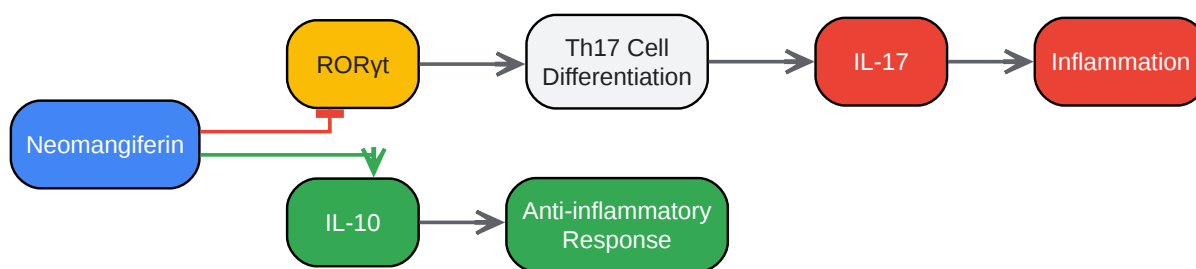 RORγt
Th17 Cell
Differentiation
IL-17
Inflammation
Neomangiferin
IL-10
Anti-inflammatory
Response